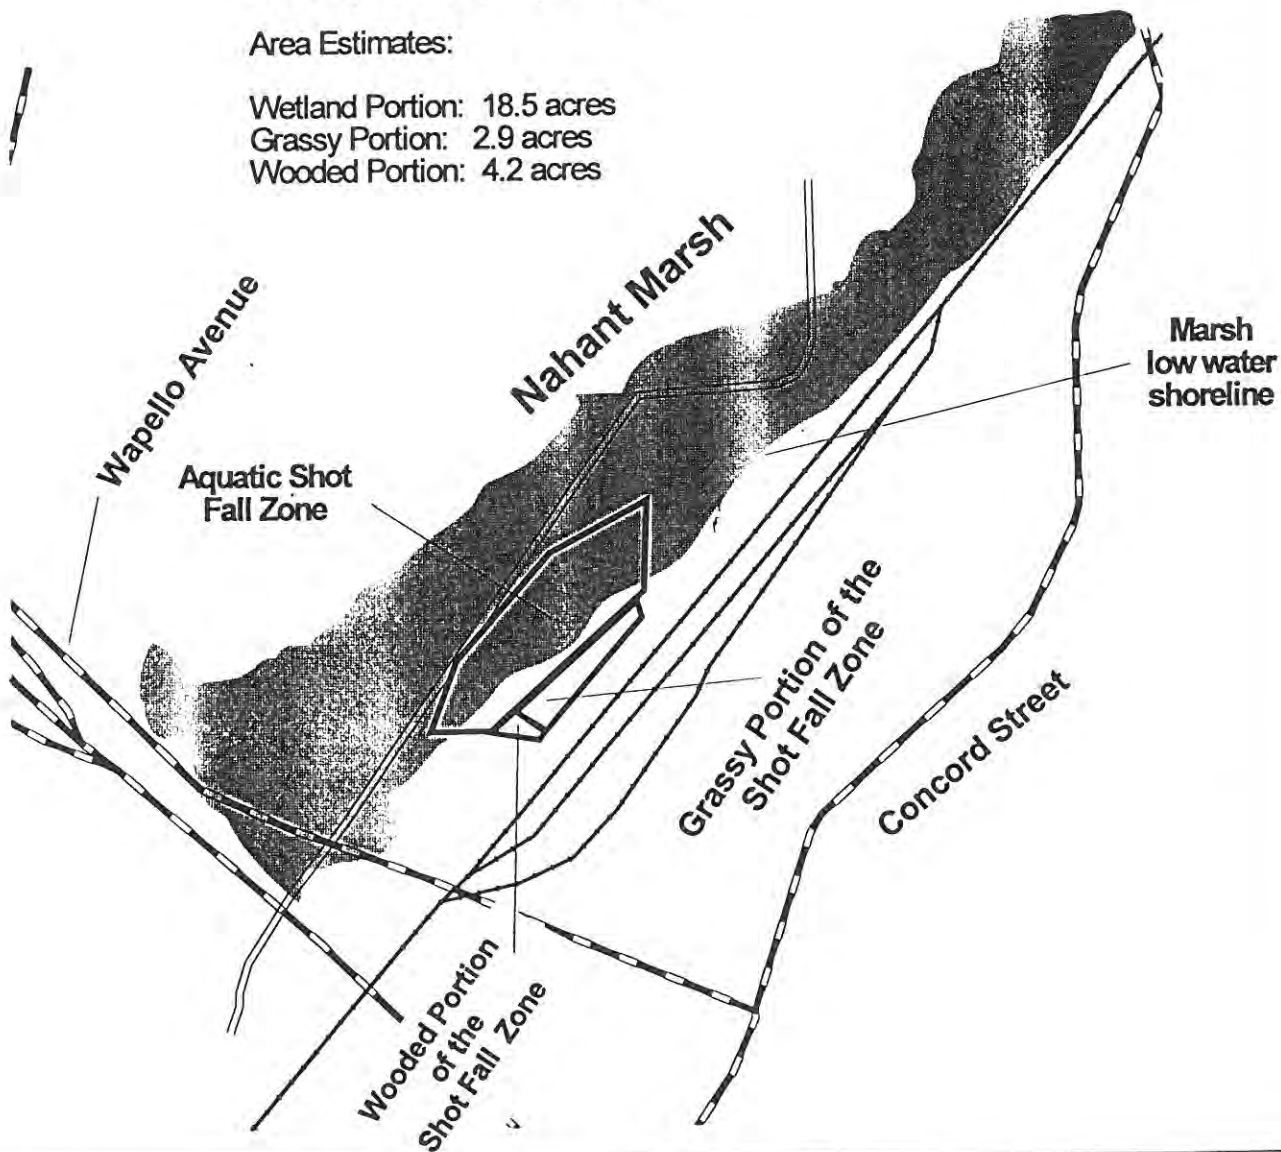 Area Estimates:
Wetland Portion: 18.5 acres
Grassy Portion: 2.9 acres
Wooded Portion: 4.2 acres
Nahant Marsh
Wapello Avenue
Marsh
low water
shoreline
Aquatic Shot
Fall Zone
Grassy Portion of the
Shot Fall Zone
Concord Street
Wooded Portion
of the
Shot Fall Zone